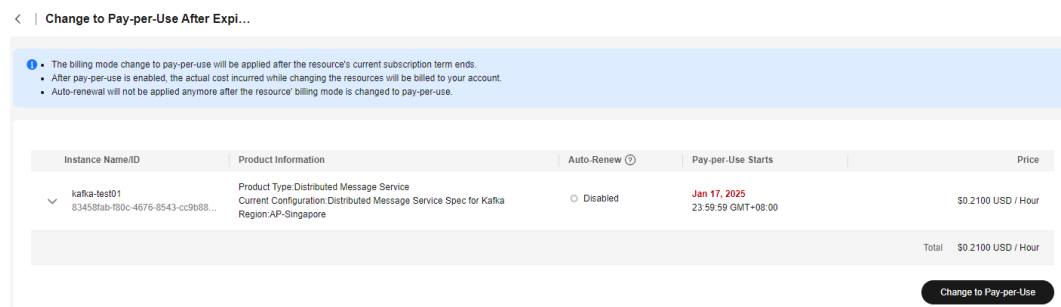 Change to Pay-per-Use After Expi...
The billing mode change to pay-per-use will be applied after the resource's current subscription term ends.
After pay-per-use is enabled, the actual cost incurred while changing the resources will be billed to your account.
Auto-renewal will not be applied anymore after the resource' billing mode is changed to pay-per-use.
Instance Name/ID Product Information Auto-Renew Pay-per-Use Starts Price
kafka-test01
83458fab-f80c-4676-8543-cc9b88...
Product Type:Distributed Message Service
Current Configuration:Distributed Message Service Spec for Kafka
Region:AP-Singapore
Disabled
Jan 17, 2025
23:59:59 GMT+08:00
$0.2100 USD / Hour
Total $0.2100 USD / Hour
Change to Pay-per-Use